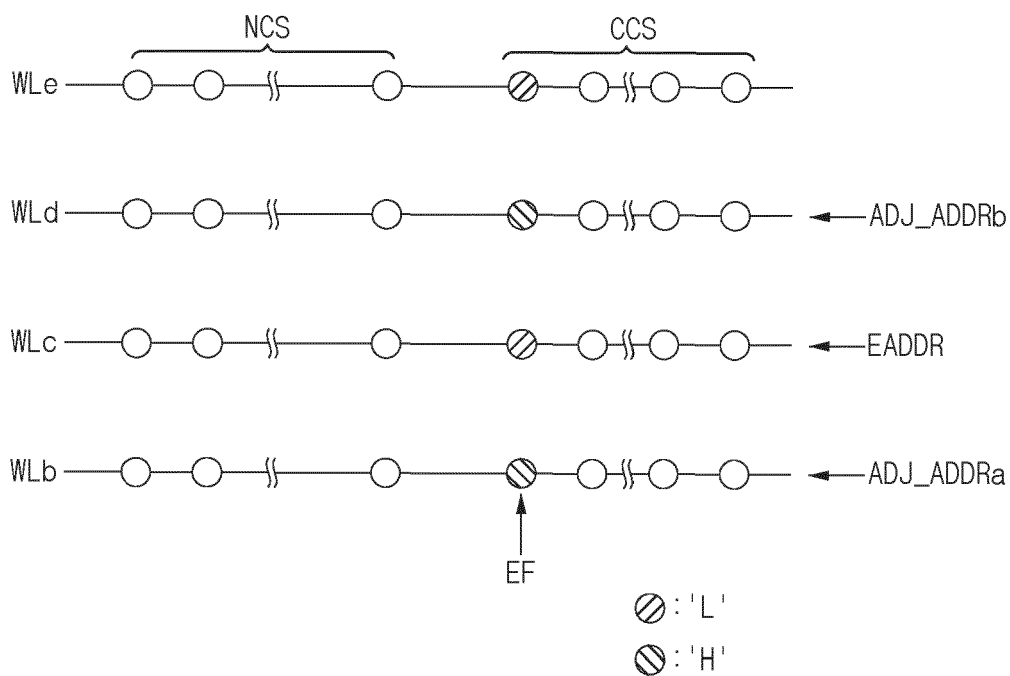 NCS CCS
WLe
WLd ADJ_ADDRb
WLc EADDR
WLb ADJ_ADDRa
EF
: 'L'
: 'H'